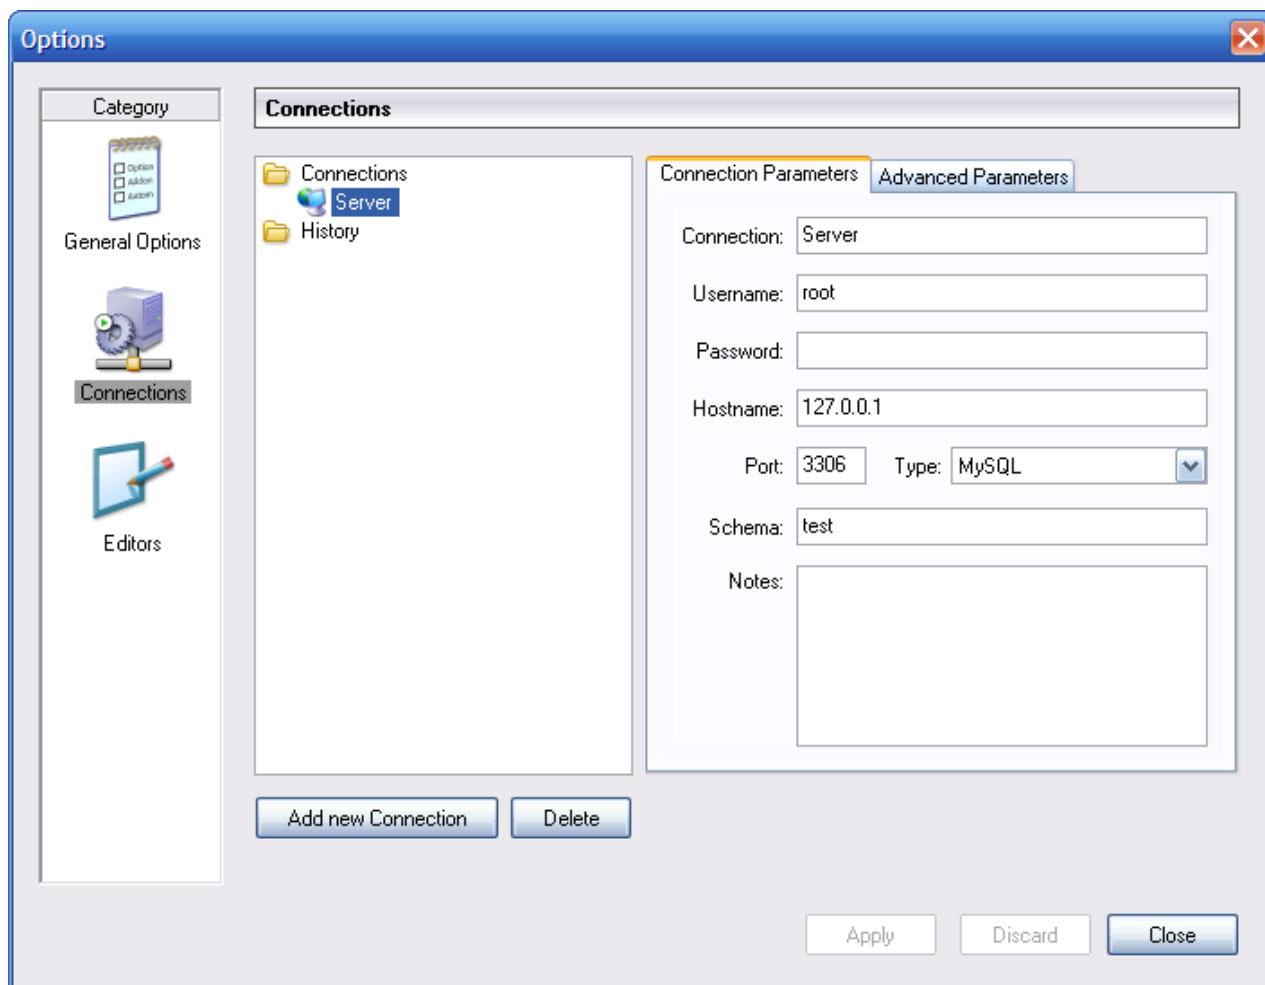 Options
Category
Option
Addon
General Options
Connections
Editors
Connections
Connections
Server
History
Add new Connection
Delete
Connection Parameters
Advanced Parameters
Connection: Server
Username: root
Password:
Hostname: 127.0.0.1
Port: 3306 Type: MySQL
Schema: test
Notes:
Apply
Discard
Close